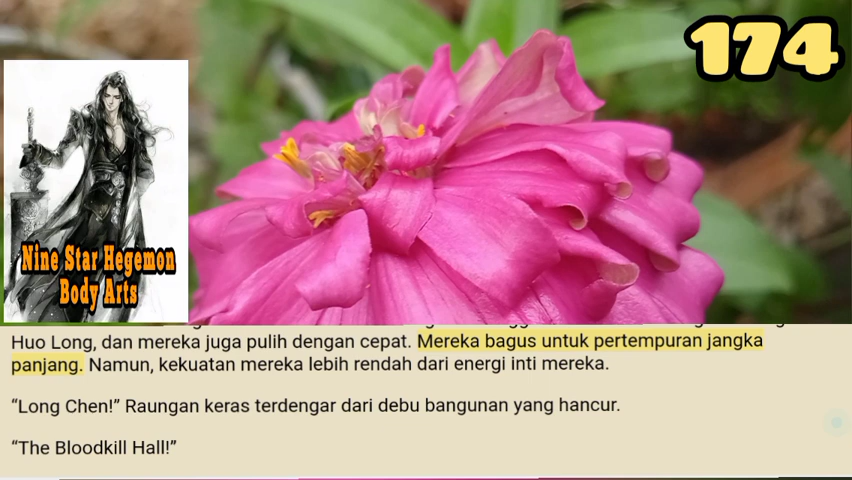 174
Nine Star Hegemon
Body Arts
Huo Long, dan mereka juga pulih dengan cepat. Mereka bagus untuk pertempuran jangka
panjang. Namun, kekuatan mereka lebih rendah dari energi inti mereka.
“Long Chen!” Raungan keras terdengar dari debu bangunan yang hancur.
“The Bloodkill Hall!”